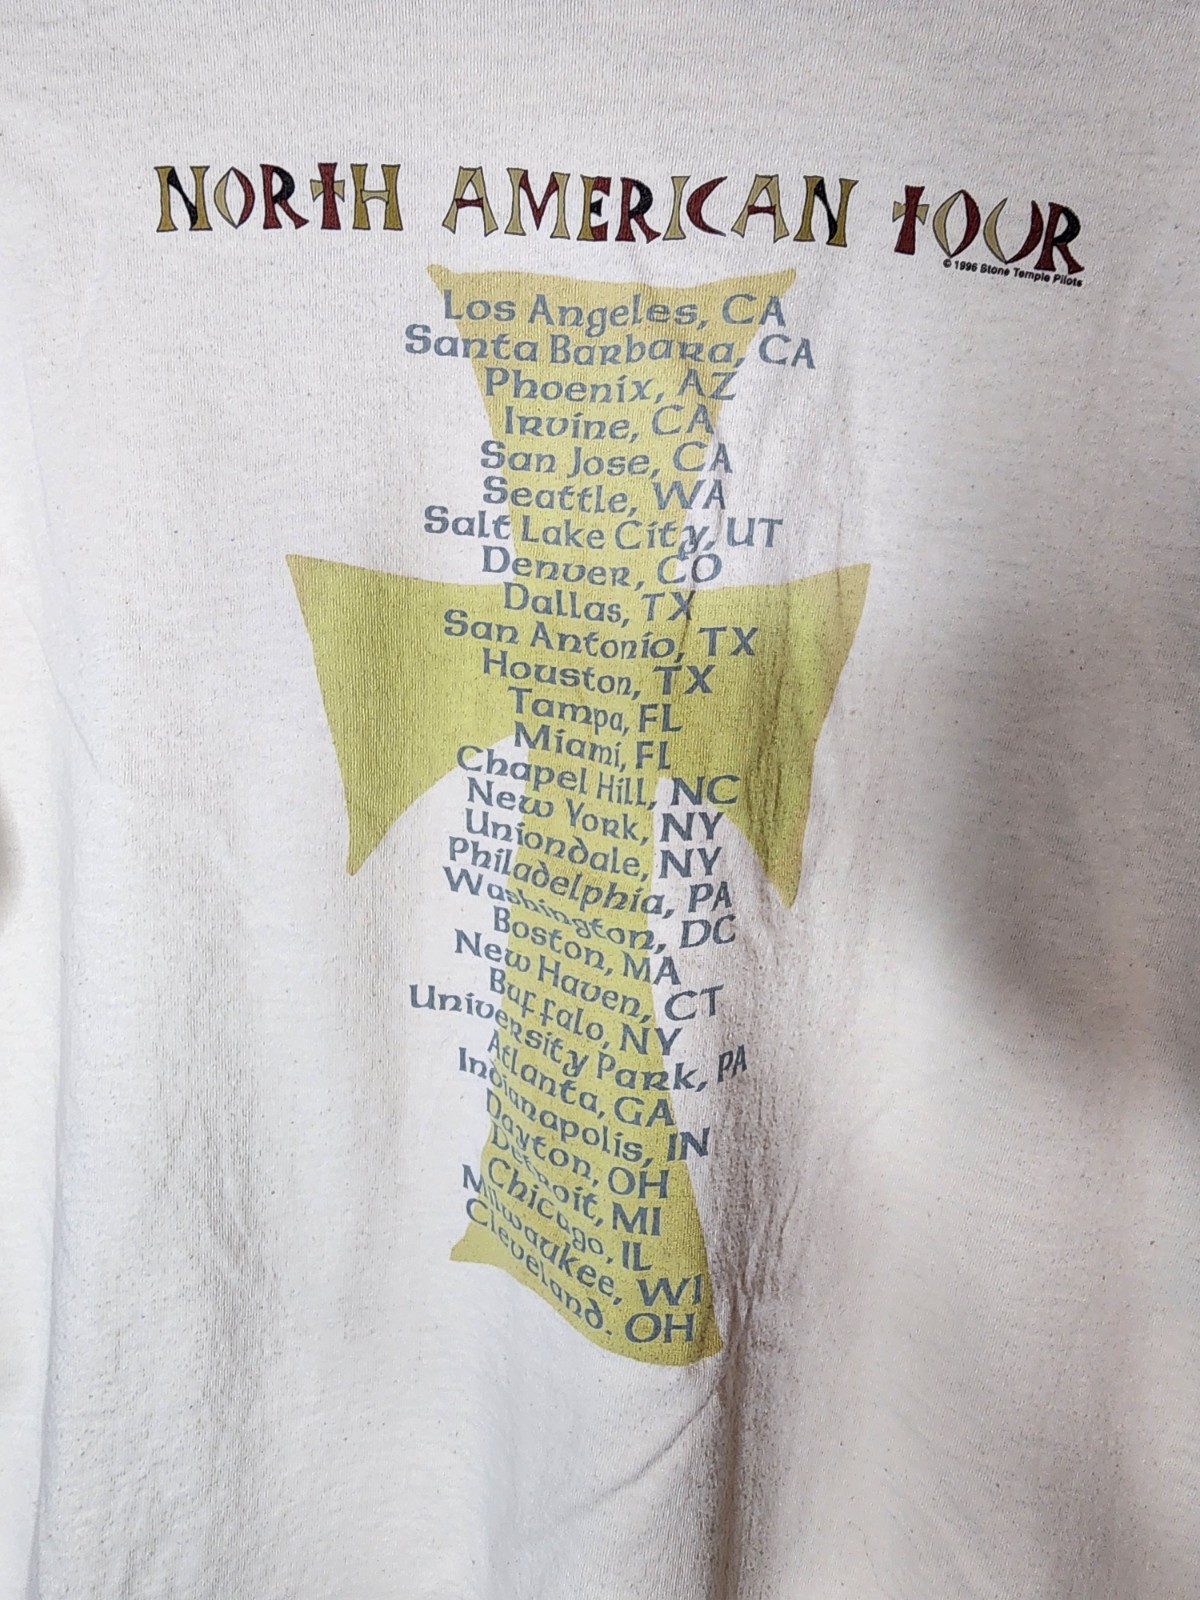 NORTH AMERICAN TOUR
© 1996 Stone Temple Pilots
Los Angeles, CA
Santa Barbara, CA
Phoenix, AZ
Irvine, CA
San Jose, CA
Seattle, WA
Salt Lake City, UT
Denver, CO
Dallas, TX
San Antonio, TX
Houston, TX
Tampa, FL
Miami, FL
Chapel Hill, NC
New York, NY
Uniondale, NY
Philadelphia, PA
Washington, DC
Boston, MA
New Haven, CT
Buffalo, NY
University Park, PA
Atlanta, GA
Indianapolis, IN
Dayton, OH
Detroit, MI
Chicago, IL
Milwaukee, WI
Cleveland. OH